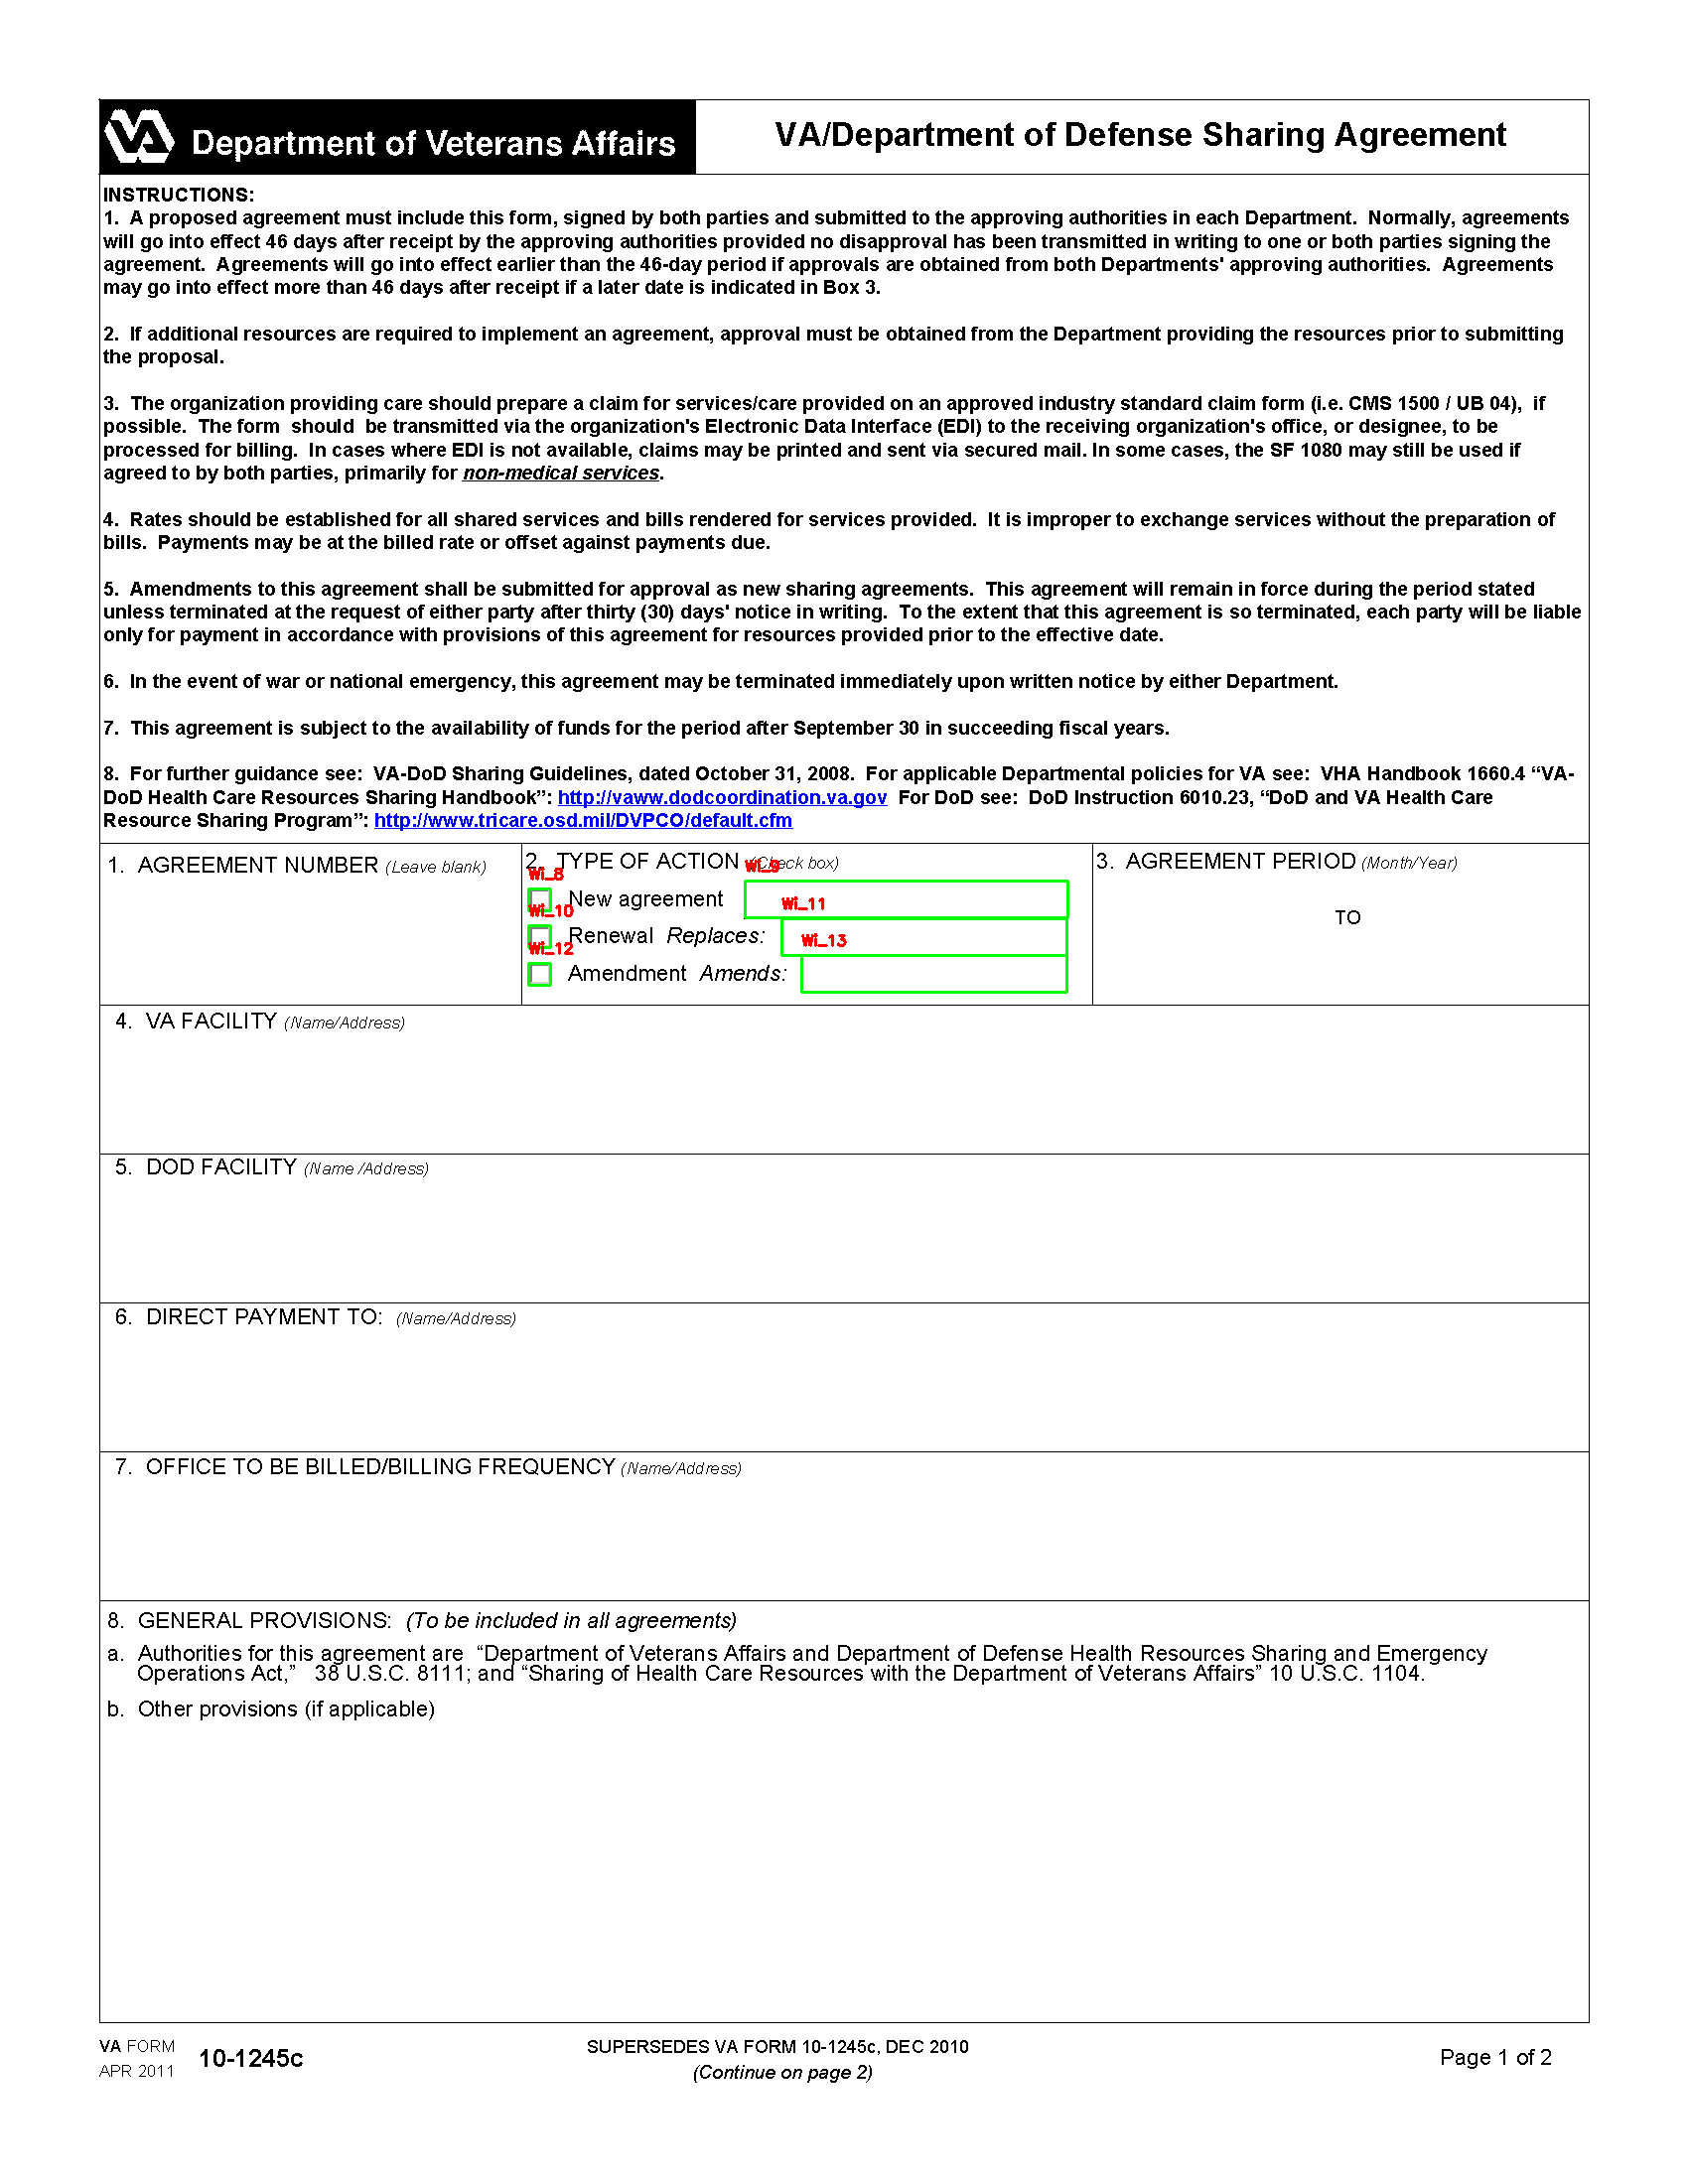 VA Department of Veterans Affairs
VA/Department of Defense Sharing Agreement
INSTRUCTIONS:
1.  A proposed agreement must include this form, signed by both parties and submitted to the approving authorities in each Department.  Normally, agreements
will go into effect 46 days after receipt by the approving authorities provided no disapproval has been transmitted in writing to one or both parties signing the
agreement.  Agreements will go into effect earlier than the 46-day period if approvals are obtained from both Departments' approving authorities.  Agreements
may go into effect more than 46 days after receipt if a later date is indicated in Box 3.
2.  If additional resources are required to implement an agreement, approval must be obtained from the Department providing the resources prior to submitting
the proposal.
3.  The organization providing care should prepare a claim for services/care provided on an approved industry standard claim form (i.e. CMS 1500 / UB 04),  if
possible.  The form  should  be transmitted via the organization's Electronic Data Interface (EDI) to the receiving organization's office, or designee, to be
processed for billing.  In cases where EDI is not available, claims may be printed and sent via secured mail. In some cases, the SF 1080 may still be used if
agreed to by both parties, primarily for non-medical services.
4.  Rates should be established for all shared services and bills rendered for services provided.  It is improper to exchange services without the preparation of
bills.  Payments may be at the billed rate or offset against payments due.
5.  Amendments to this agreement shall be submitted for approval as new sharing agreements.  This agreement will remain in force during the period stated
unless terminated at the request of either party after thirty (30) days' notice in writing.  To the extent that this agreement is so terminated, each party will be liable
only for payment in accordance with provisions of this agreement for resources provided prior to the effective date.
6.  In the event of war or national emergency, this agreement may be terminated immediately upon written notice by either Department.
7.  This agreement is subject to the availability of funds for the period after September 30 in succeeding fiscal years.
8.  For further guidance see:  VA-DoD Sharing Guidelines, dated October 31, 2008.  For applicable Departmental policies for VA see:  VHA Handbook 1660.4 “VA-
DoD Health Care Resources Sharing Handbook”: http://vaww.dodcoordination.va.gov  For DoD see:  DoD Instruction 6010.23, “DoD and VA Health Care
Resource Sharing Program”: http://www.tricare.osd.mil/DVPCO/default.cfm
1.  AGREEMENT NUMBER (Leave blank)
2.  TYPE OF ACTION (Check box)
Wi_8
Wi_9
New agreement
Wi_10
Wi_11
Renewal  Replaces:
Wi_12
Wi_13
Amendment  Amends:
3.  AGREEMENT PERIOD (Month/Year)
TO
4.  VA FACILITY (Name/Address)
5.  DOD FACILITY (Name /Address)
6.  DIRECT PAYMENT TO:  (Name/Address)
7.  OFFICE TO BE BILLED/BILLING FREQUENCY (Name/Address)
8.  GENERAL PROVISIONS:  (To be included in all agreements)
a.  Authorities for this agreement are  “Department of Veterans Affairs and Department of Defense Health Resources Sharing and Emergency
Operations Act,”   38 U.S.C. 8111; and “Sharing of Health Care Resources with the Department of Veterans Affairs” 10 U.S.C. 1104.
b.  Other provisions (if applicable)
VA FORM
APR 2011
10-1245c
SUPERSEDES VA FORM 10-1245c, DEC 2010
(Continue on page 2)
Page 1 of 2